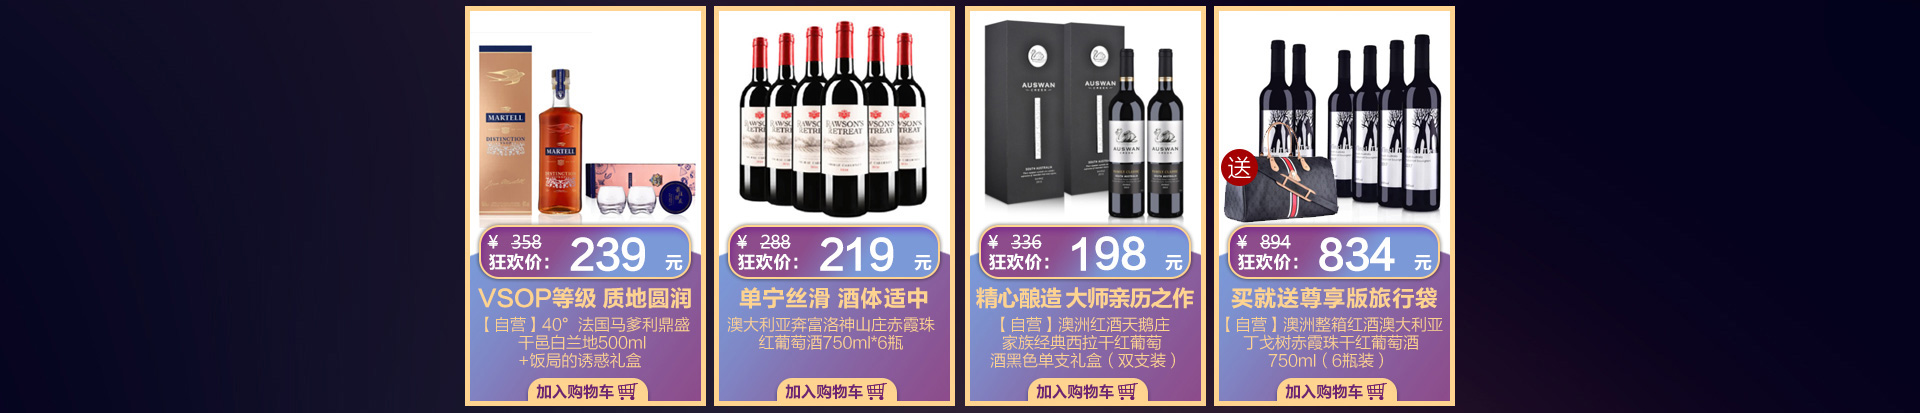 MARTELL
DISTINCTION
MARTELL
DISTINCTION
¥ 358
狂欢价： 239 元
VSOP等级 质地圆润
【自营】40°法国马爹利鼎盛
干邑白兰地500ml
+饭局的诱惑礼盒
加入购物车
RAWSON'S
RETREAT
¥ 288
狂欢价： 219 元
单宁丝滑 酒体适中
澳大利亚奔富洛神山庄赤霞珠
红葡萄酒750ml*6瓶
加入购物车
AUSWAN
CREEK
AUSWAN
CREEK
AUSWAN
CREEK
AUSWAN
CREEK
SOUTH AUSTRALIA
¥ 336
狂欢价： 198 元
精心酿造 大师亲历之作
【自营】澳洲红酒天鹅庄
家族经典西拉干红葡萄
酒黑色单支礼盒（双支装）
加入购物车
送
¥ 894
狂欢价： 834 元
买就送尊享版旅行袋
【自营】澳洲整箱红酒澳大利亚
丁戈树赤霞珠干红葡萄酒
750ml（6瓶装）
加入购物车